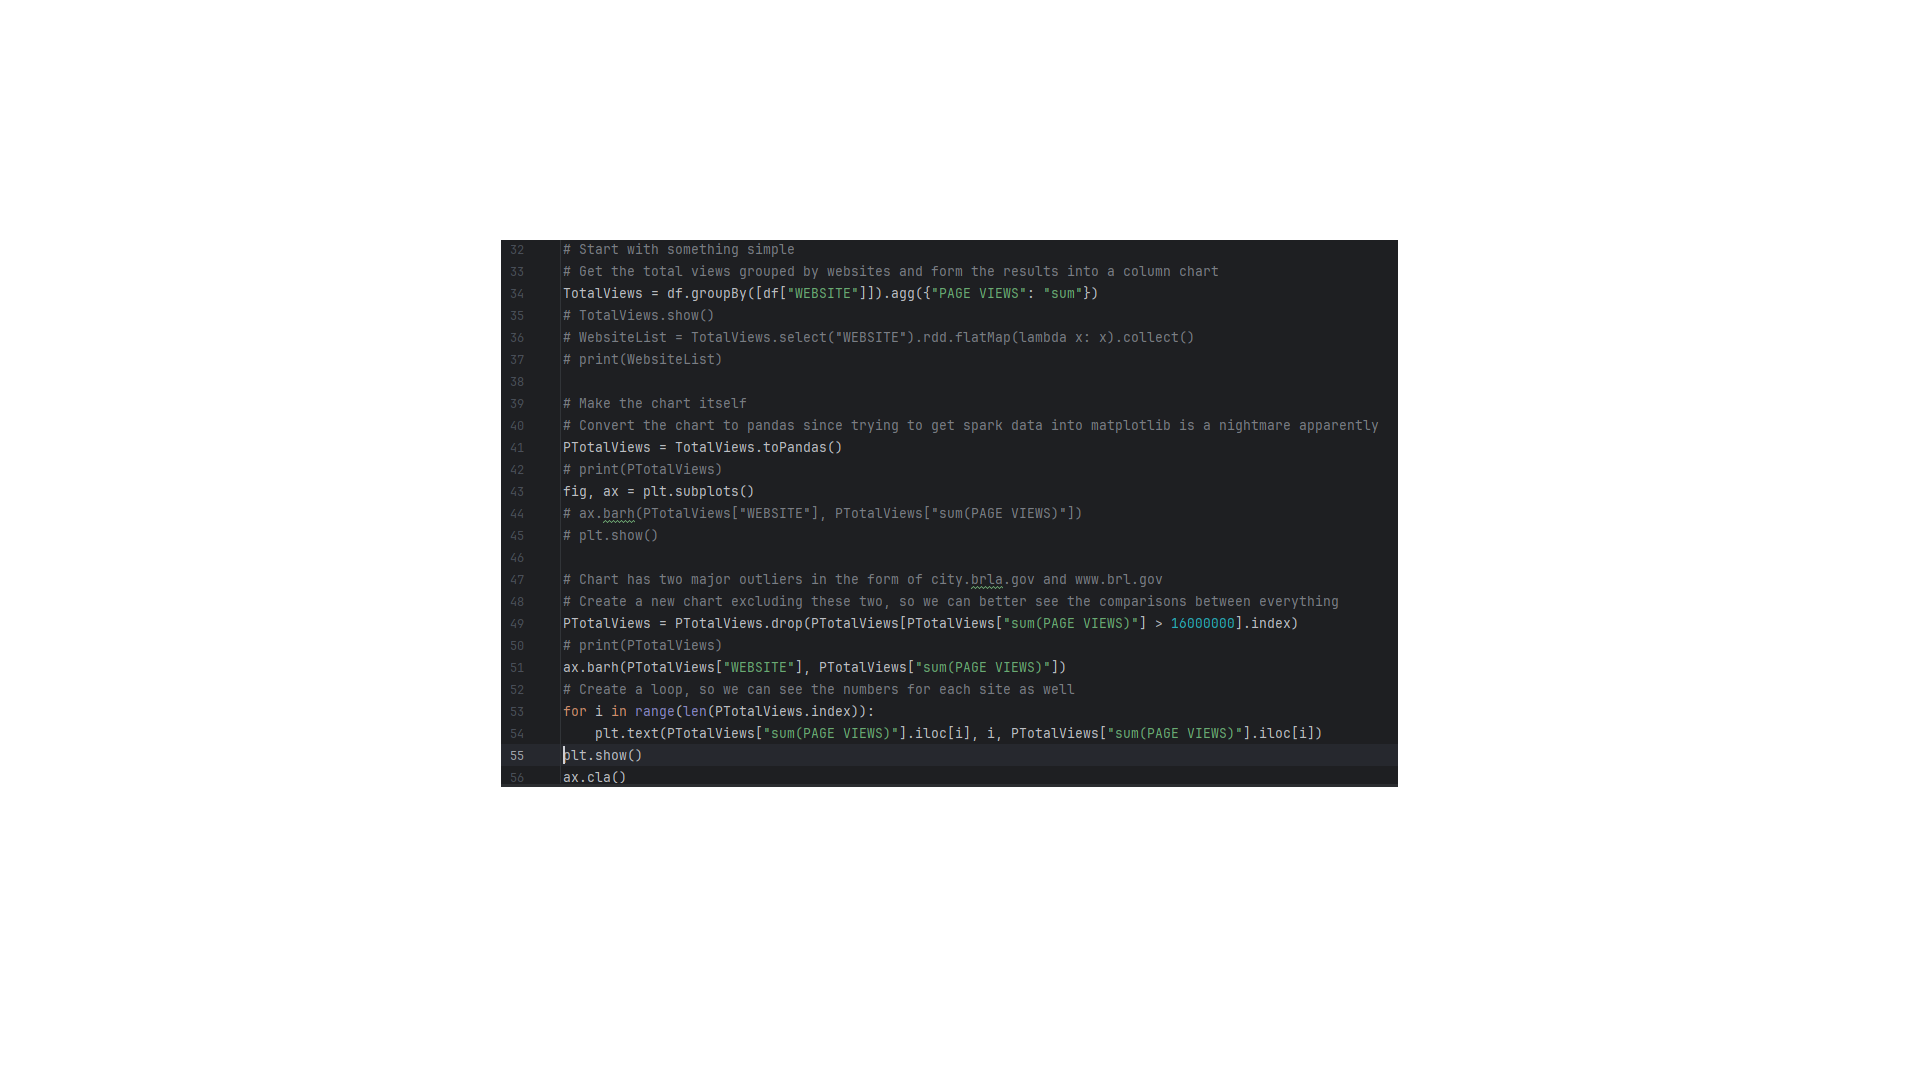 32 # Start with something simple
33 # Get the total views grouped by websites and form the results into a column chart
34 TotalViews = df.groupBy([df["WEBSITE"]]).agg({"PAGE VIEWS": "sum"})
35 # TotalViews.show()
36 # WebsiteList = TotalViews.select("WEBSITE").rdd.flatMap(lambda x: x).collect()
37 # print(WebsiteList)
38
39 # Make the chart itself
40 # Convert the chart to pandas since trying to get spark data into matplotlib is a nightmare apparently
41 PTotalViews = TotalViews.toPandas()
42 # print(PTotalViews)
43 fig, ax = plt.subplots()
44 # ax.barh(PTotalViews["WEBSITE"], PTotalViews["sum(PAGE VIEWS)"])
45 # plt.show()
46
47 # Chart has two major outliers in the form of city.brla.gov and www.brl.gov
48 # Create a new chart excluding these two, so we can better see the comparisons between everything
49 PTotalViews = PTotalViews.drop(PTotalViews[PTotalViews["sum(PAGE VIEWS)"] > 16000000].index)
50 # print(PTotalViews)
51 ax.barh(PTotalViews["WEBSITE"], PTotalViews["sum(PAGE VIEWS)"])
52 # Create a loop, so we can see the numbers for each site as well
53 for i in range(len(PTotalViews.index)):
54     plt.text(PTotalViews["sum(PAGE VIEWS)"].iloc[i], i, PTotalViews["sum(PAGE VIEWS)"].iloc[i])
55 plt.show()
56 ax.cla()